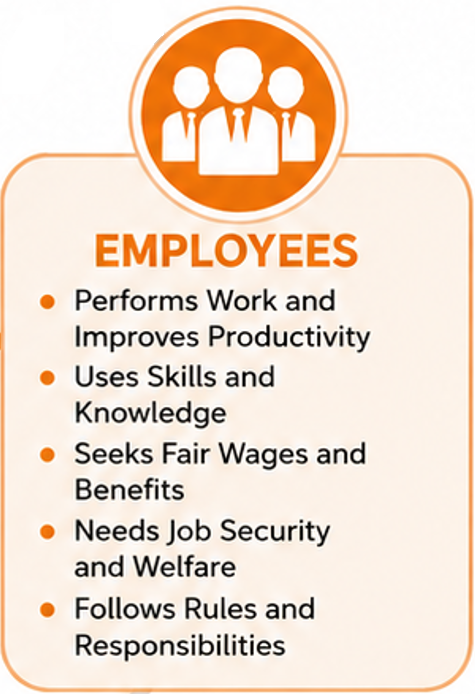 EMPLOYEES
Performs Work and
Improves Productivity
Uses Skills and
Knowledge
Seeks Fair Wages and
Benefits
Needs Job Security
and Welfare
Follows Rules and
Responsibilities